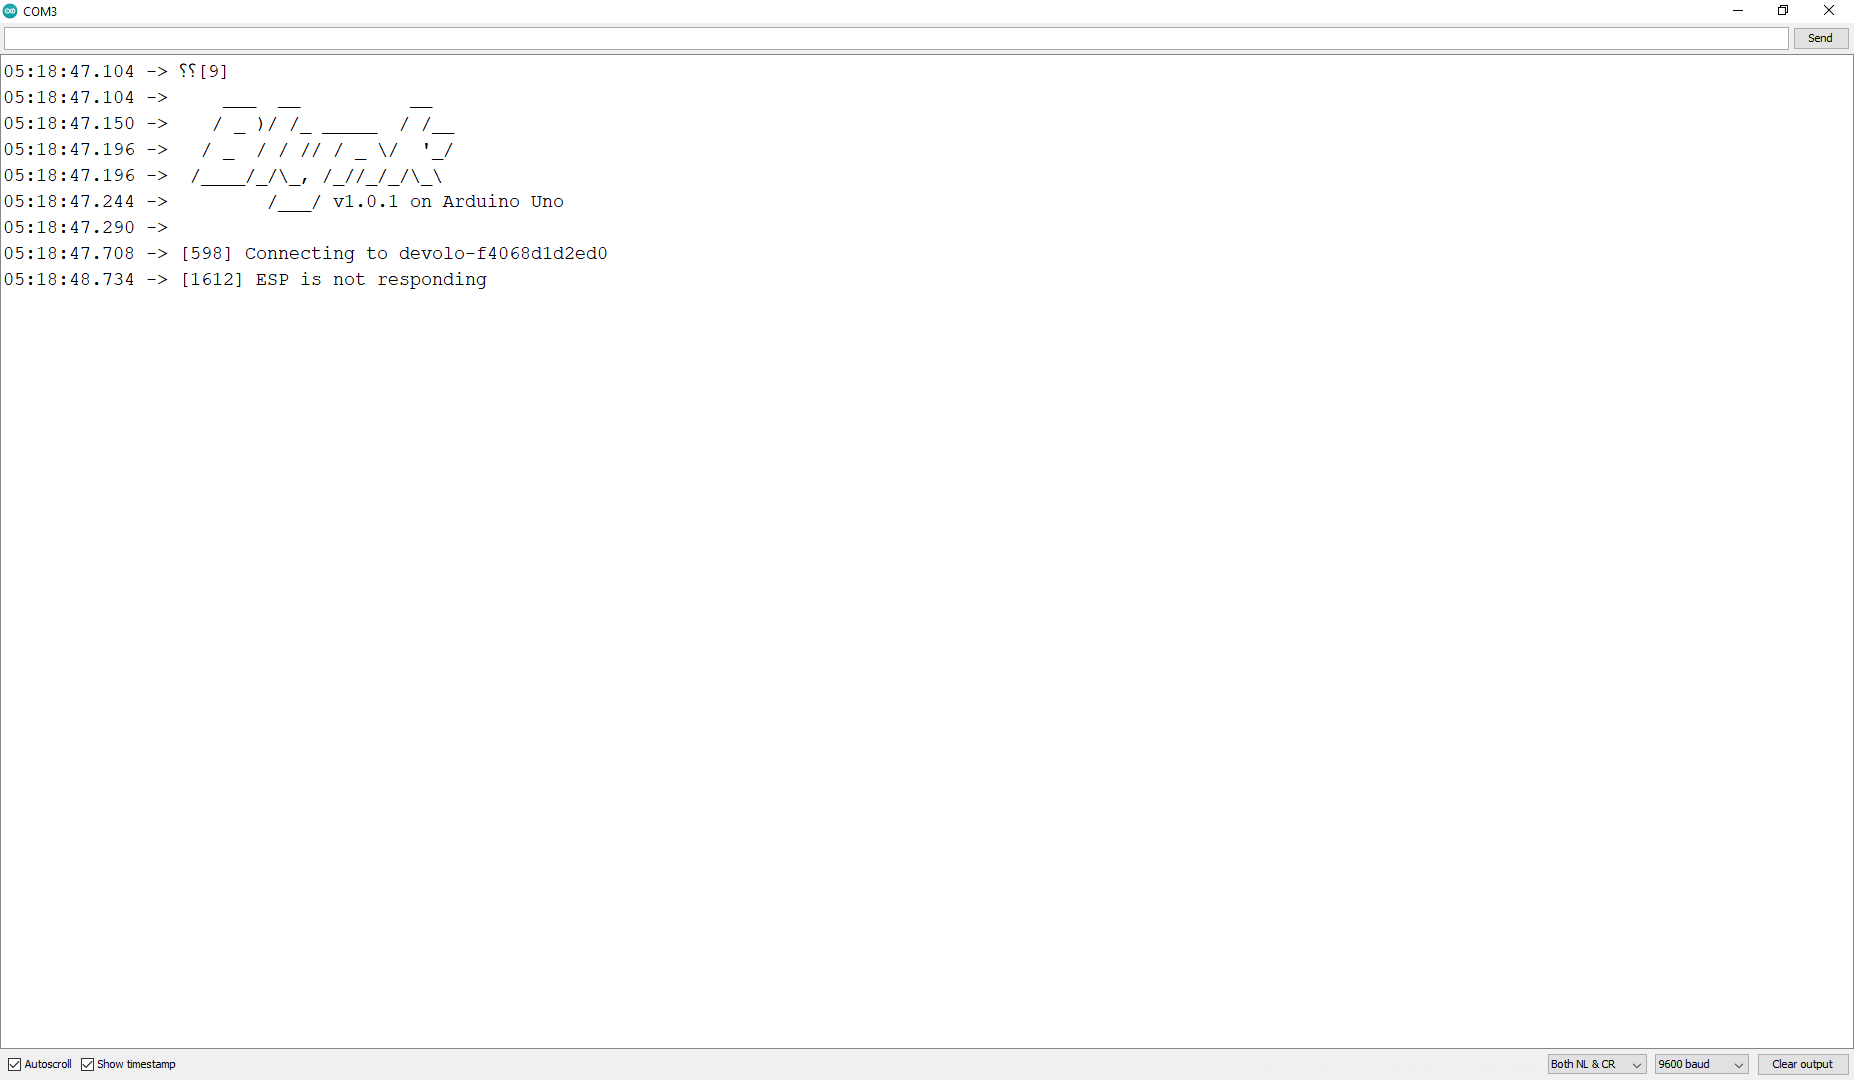 COM3
Send
05:18:47.104 -> ⸮⸮[9]
05:18:47.104 ->     ___  __          __
05:18:47.150 ->    / _ )/ /_ _____  / /__
05:18:47.196 ->   / _  / / // / _ \/  '_/
05:18:47.196 ->  /____/_/\_, /_//_/_/\_\
05:18:47.244 ->         /___/ v1.0.1 on Arduino Uno
05:18:47.290 ->
05:18:47.708 -> [598] Connecting to devolo-f4068d1d2ed0
05:18:48.734 -> [1612] ESP is not responding
Autoscroll Show timestamp Both NL & CR 9600 baud Clear output